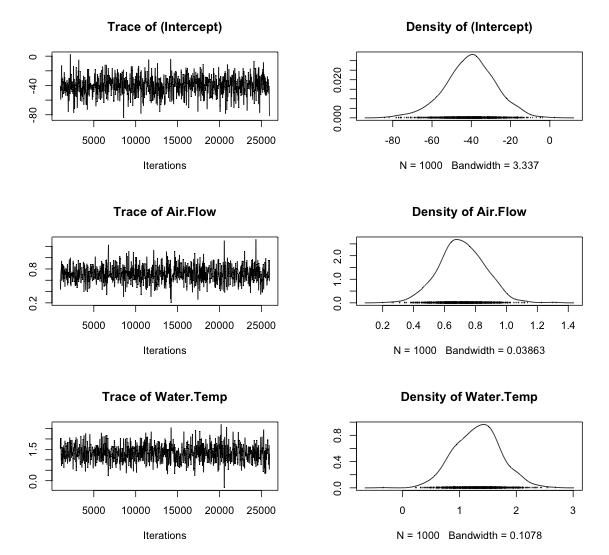 Trace of (Intercept)
0
-40
-80
5000 10000 15000 20000 25000
Iterations
Density of (Intercept)
0.020
0.000
-80 -60 -40 -20 0
N = 1000 Bandwidth = 3.337
Trace of Air.Flow
0.8
0.2
5000 10000 15000 20000 25000
Iterations
Density of Air.Flow
2.0
1.0
0.0
0.2 0.4 0.6 0.8 1.0 1.2 1.4
N = 1000 Bandwidth = 0.03863
Trace of Water.Temp
1.5
0.0
5000 10000 15000 20000 25000
Iterations
Density of Water.Temp
0.8
0.4
0.0
0 1 2 3
N = 1000 Bandwidth = 0.1078